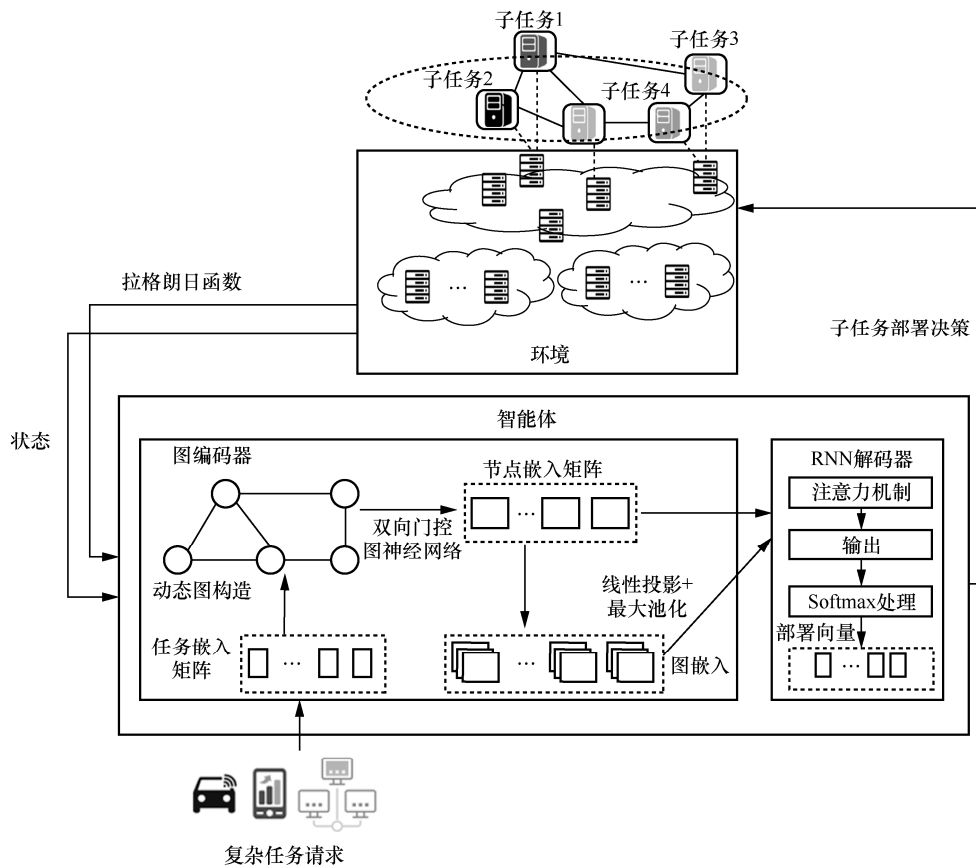 子任务1
子任务3
子任务2
子任务4
...
...
拉格朗日函数
环境
子任务部署决策
状态
智能体
图编码器
节点嵌入矩阵
...
双向门控
图神经网络
动态图构造
任务嵌入
矩阵
...
线性投影+
最大池化
...
图嵌入
RNN解码器
注意力机制
输出
Softmax处理
部署向量
...
复杂任务请求